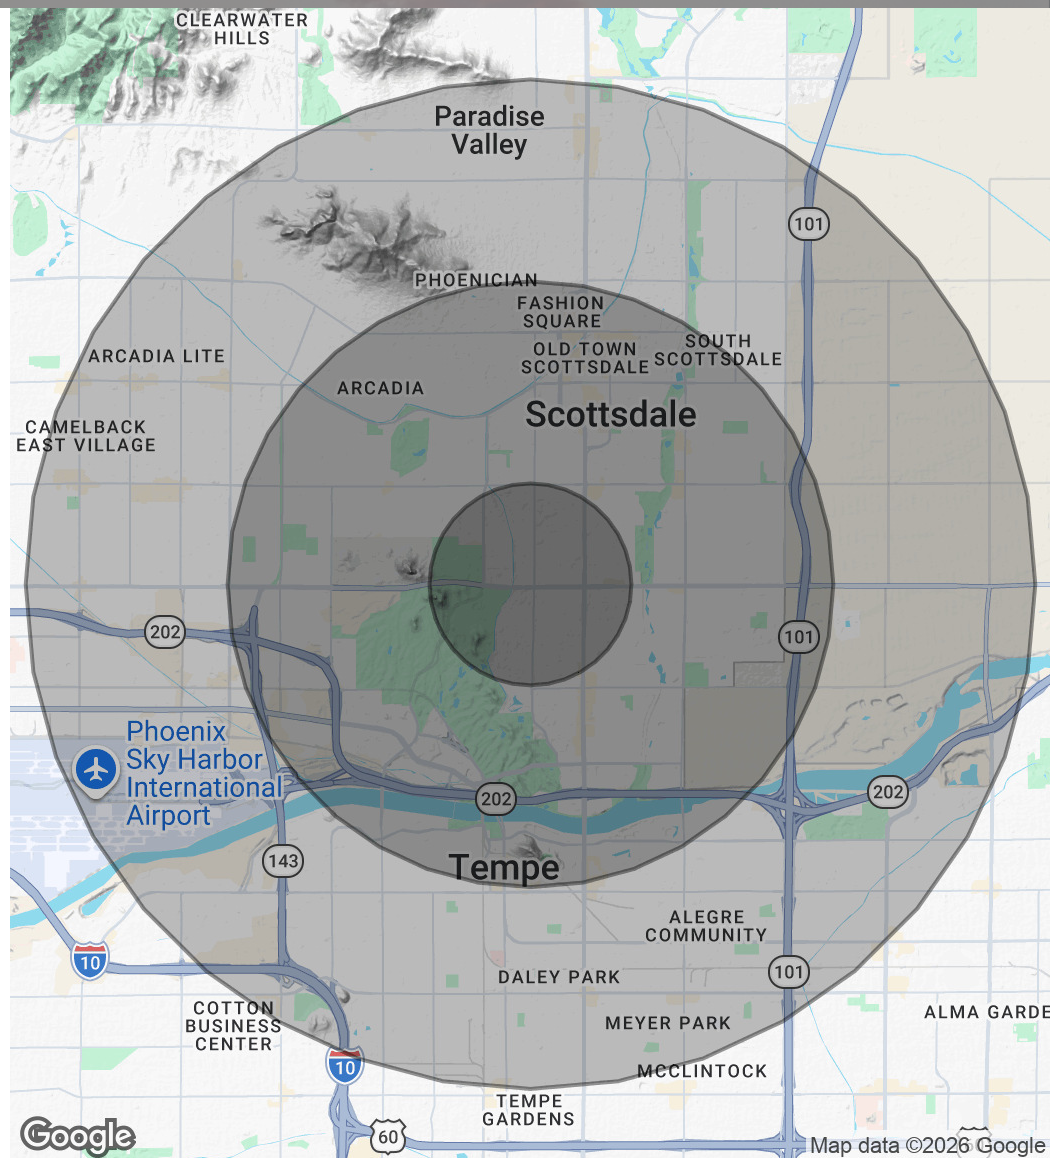 CLEARWATER
HILLS
Paradise
Valley
101
PHOENICIAN
FASHION
SQUARE
ARCADIA LITE
OLD TOWN
SCOTTSDALE
SOUTH
SCOTTSDALE
ARCADIA
Scottsdale
CAMELBACK
EAST VILLAGE
202
101
Phoenix
Sky Harbor
International
Airport
202
202
143
Tempe
ALEGRE
COMMUNITY
10
DALEY PARK
101
COTTON
BUSINESS
CENTER
MEYER PARK
ALMA GARDE
10
MCCLINTOCK
TEMPE
GARDENS
Google
60
60
Map data ©2026 Google